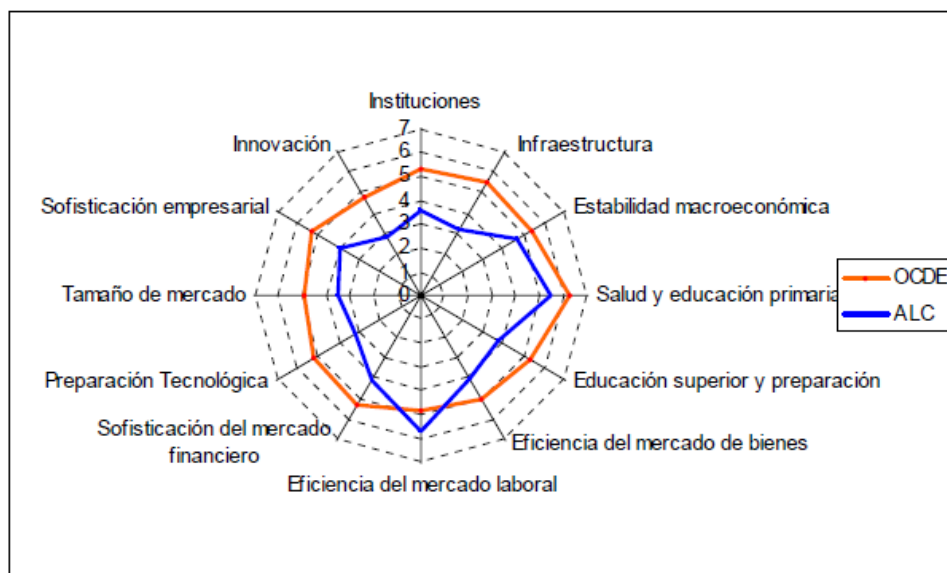 Instituciones
7
6
5
4
3
2
1
0
Infraestructura
Estabilidad macroeconómica
Salud y educación primaria
Educación superior y preparación
Eficiencia del mercado de bienes
Eficiencia del mercado laboral
Sofisticación del mercado
financiero
Preparación Tecnológica
Tamaño de mercado
Sofisticación empresarial
Innovación
OCDE
ALC